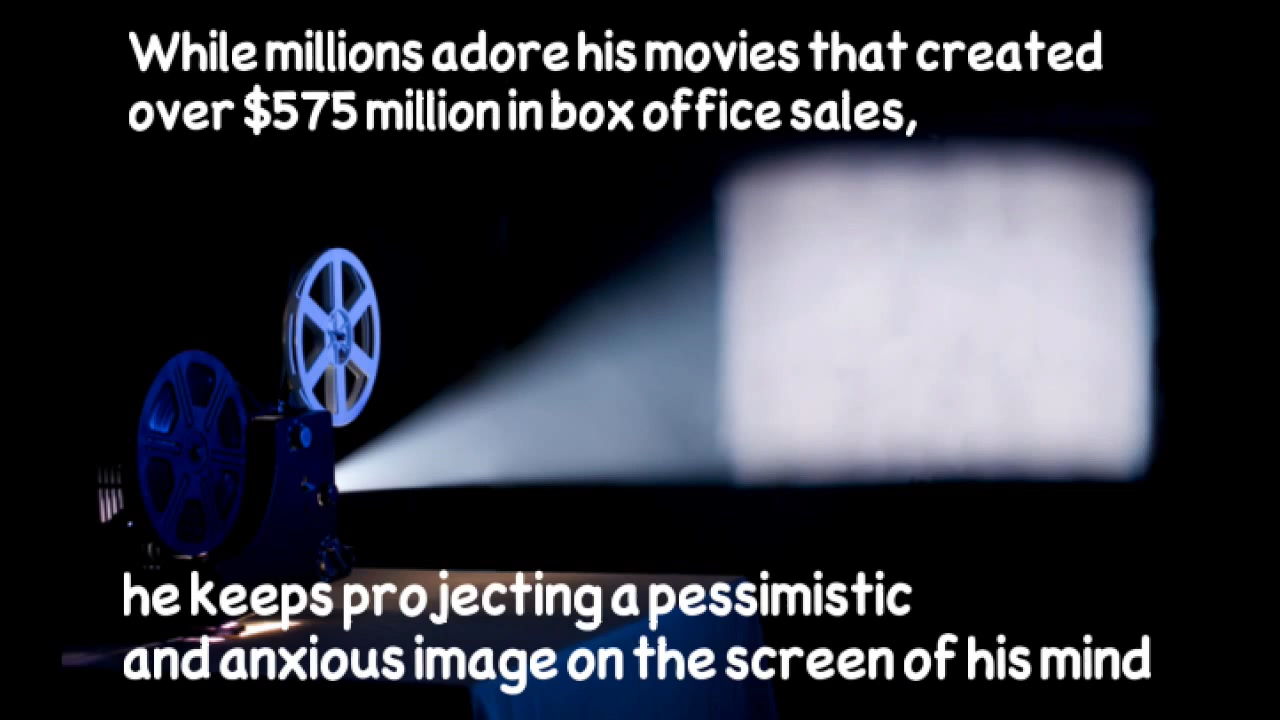 While millions adore his movies that created
over $575 million in box office sales,
he keeps projecting a pessimistic
and anxious image on the screen of his mind